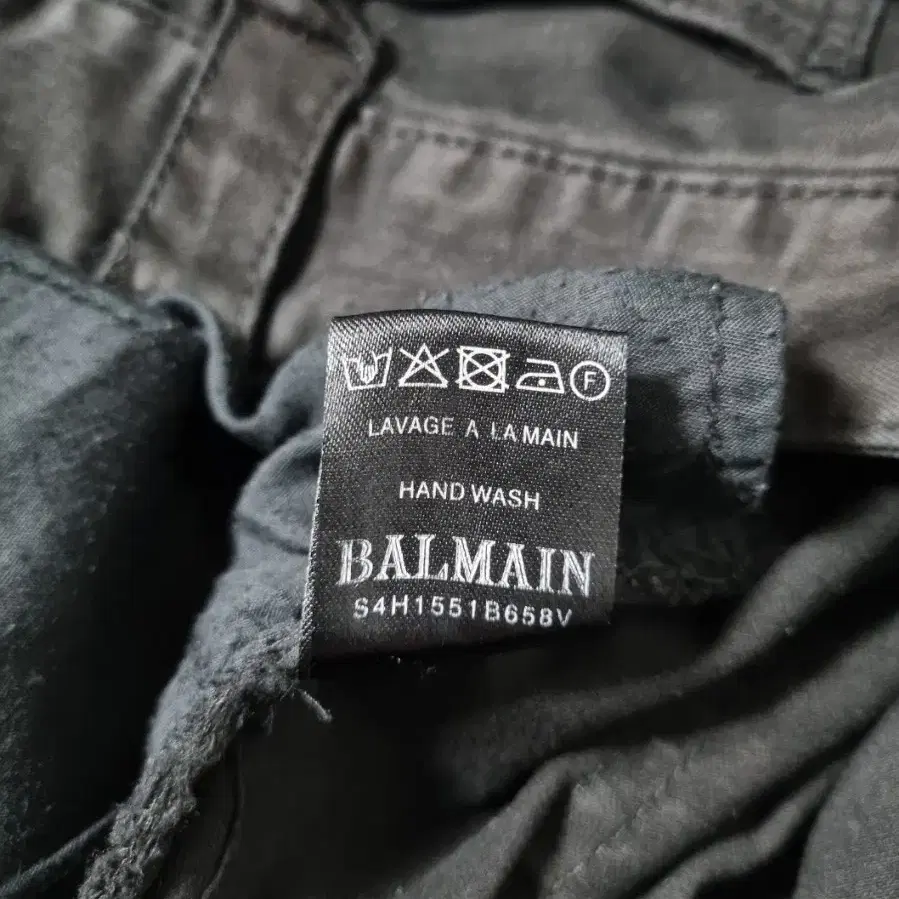 F
LAVAGE A LA MAIN
HAND WASH
BALMAIN
S4H1551B658V